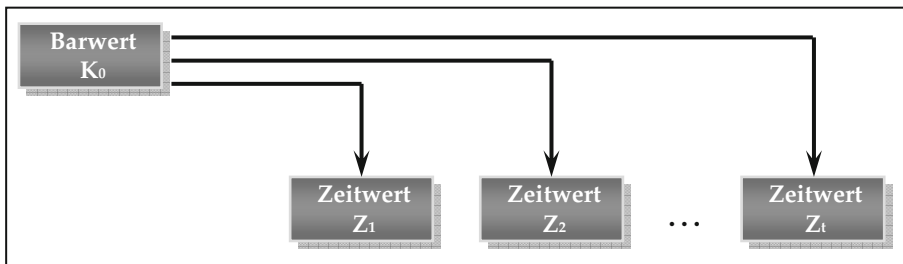 Barwert
K₀
Zeitwert
Z₁
Zeitwert
Z₂
...
Zeitwert
Zₜ